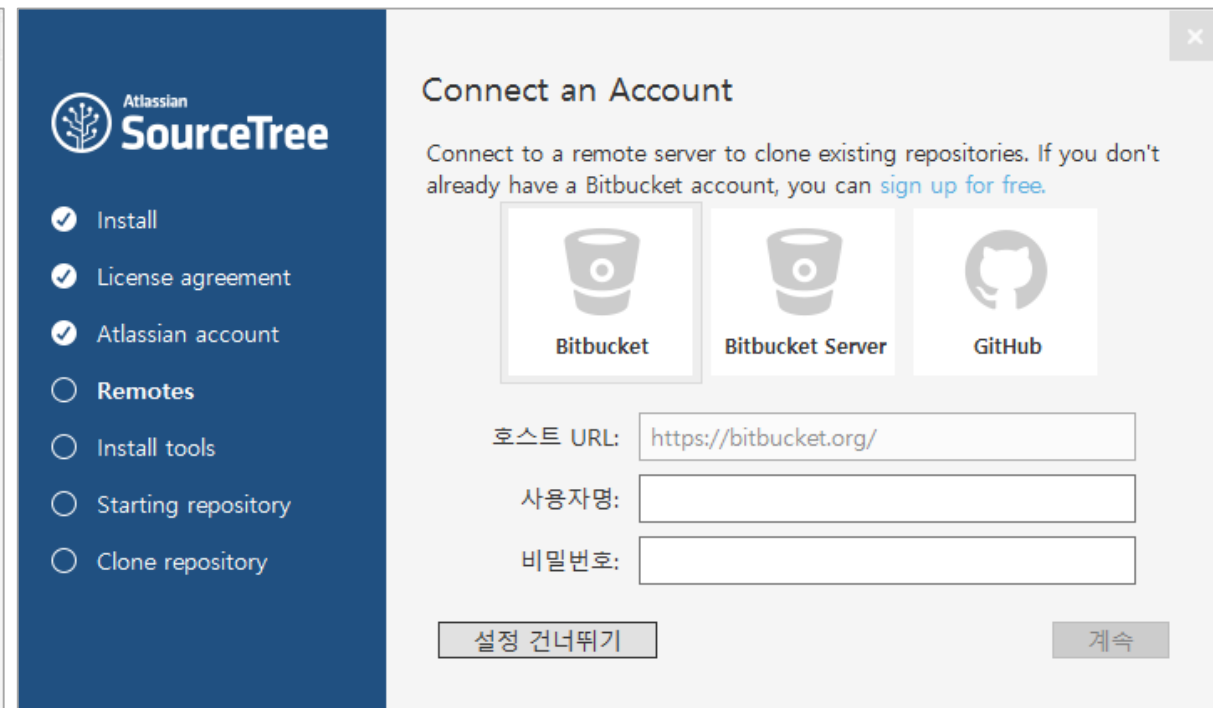 Atlassian
SourceTree
Install
License agreement
Atlassian account
Remotes
Install tools
Starting repository
Clone repository
Connect an Account
Connect to a remote server to clone existing repositories. If you don't
already have a Bitbucket account, you can sign up for free.
Bitbucket
Bitbucket Server
GitHub
호스트 URL: https://bitbucket.org/
사용자명:
비밀번호:
설정 건너뛰기
계속